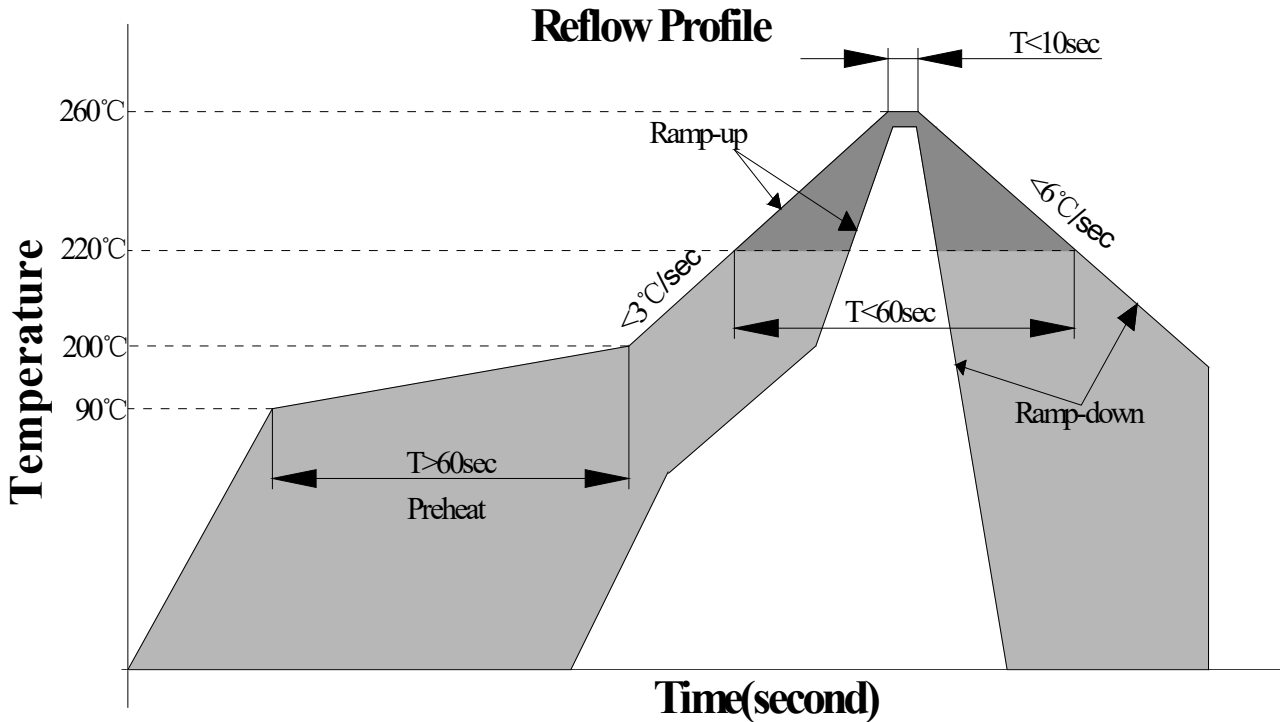 Reflow Profile
T<10sec
260℃
Ramp-up
<6℃/sec
220℃
<3℃/sec
T<60sec
200℃
90℃
Ramp-down
T>60sec
Preheat
Temperature
Time(second)